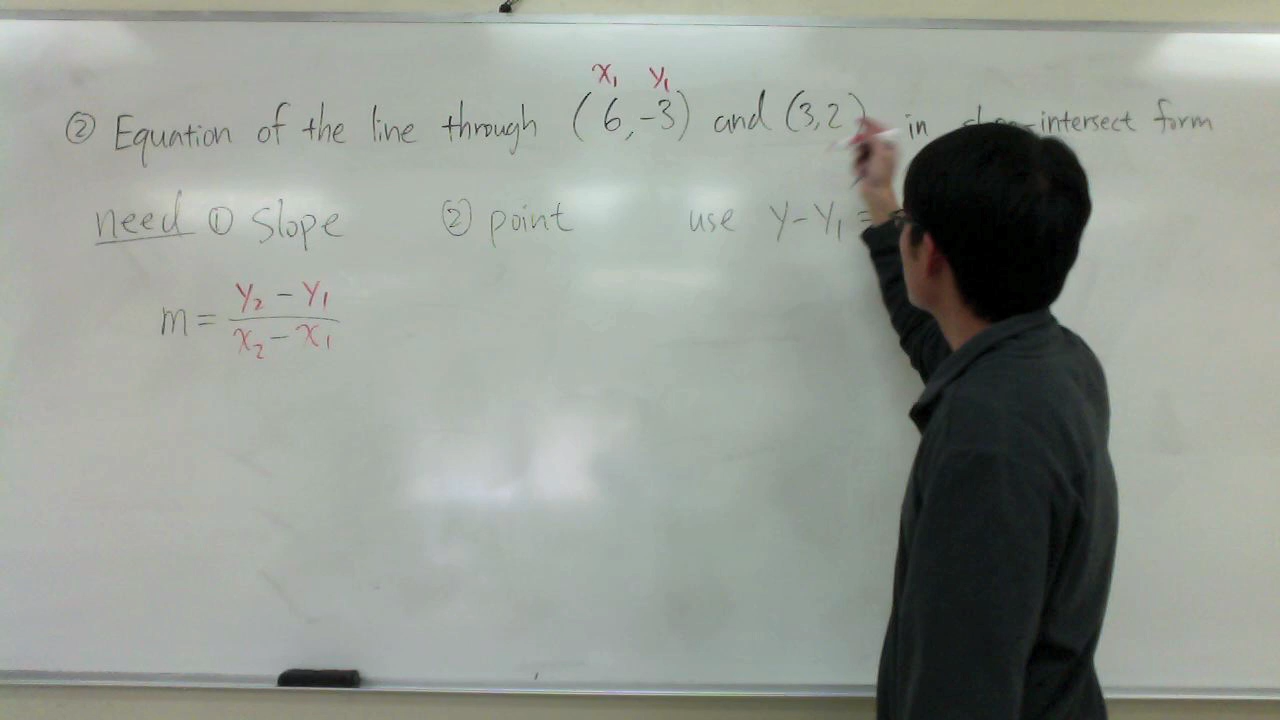 x₁ y₁
② Equation of the line through (6,-3) and (3,2) in -intersect form
need ① slope ② point use y-y₁ =
m = y₂ - y₁
x₂ - x₁